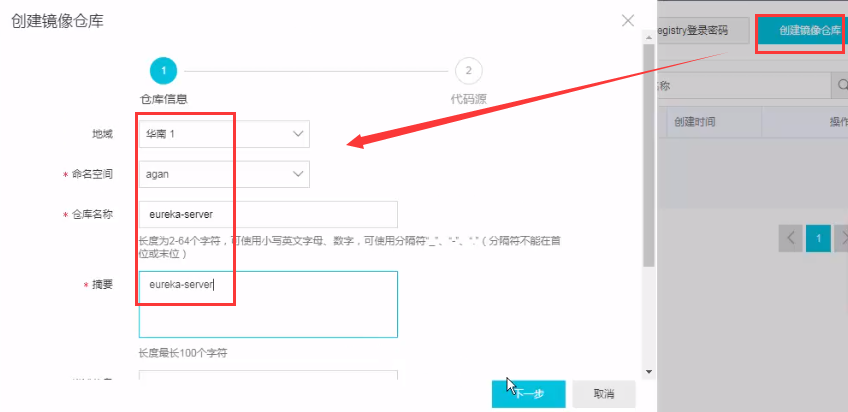 创建镜像仓库
egistry登录密码
创建镜像仓库
1
2
仓库信息
代码源
称
地域
华南 1
创建时间
操作
* 命名空间
agan
* 仓库名称
eureka-server
长度为2-64个字符，可使用小写英文字母、数字，可使用分隔符“_”、“-”、“.”（分隔符不能在首
位或末位）
1
* 摘要
eureka-server
长度最长100个字符
下一步
取消